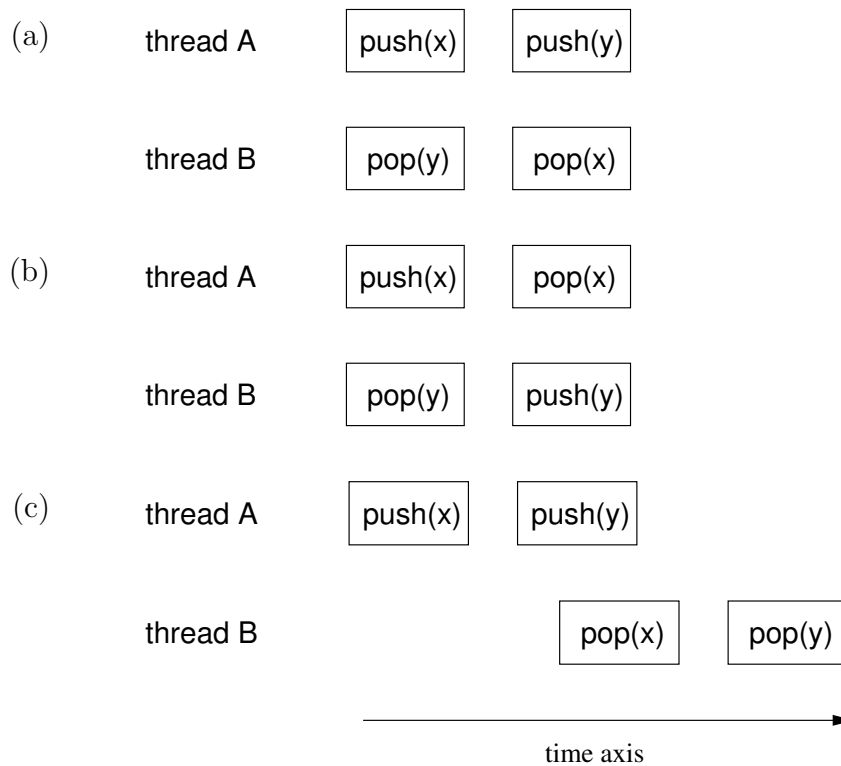 (a) thread A push(x) push(y)
thread B pop(y) pop(x)
(b) thread A push(x) pop(x)
thread B pop(y) push(y)
(c) thread A push(x) push(y)
thread B pop(x) pop(y)
time axis